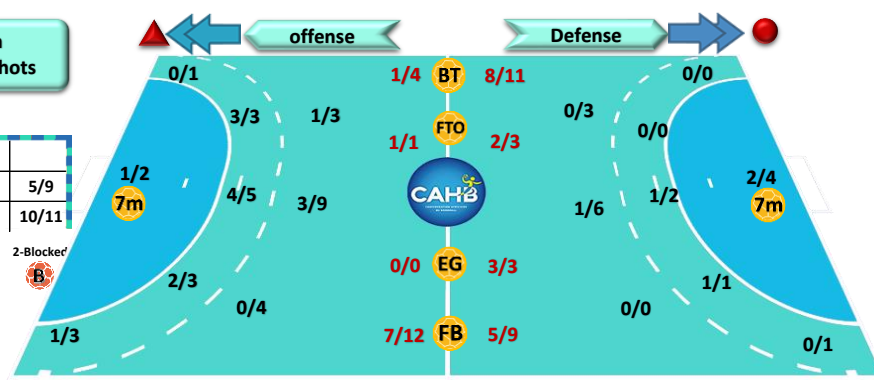 offense
Defense
hots
0/1
1/4 BT 8/11
0/0
3/3
1/3
0/3
0/0
1/1 FTO 2/3
1/2
7m
4/5
3/9
CAHB
1/6
1/2
2/4
7m
5/9
10/11
2-Blocked
B
2/3
0/4
0/0 EG 3/3
1/1
0/0
1/3
7/12 FB 5/9
0/1